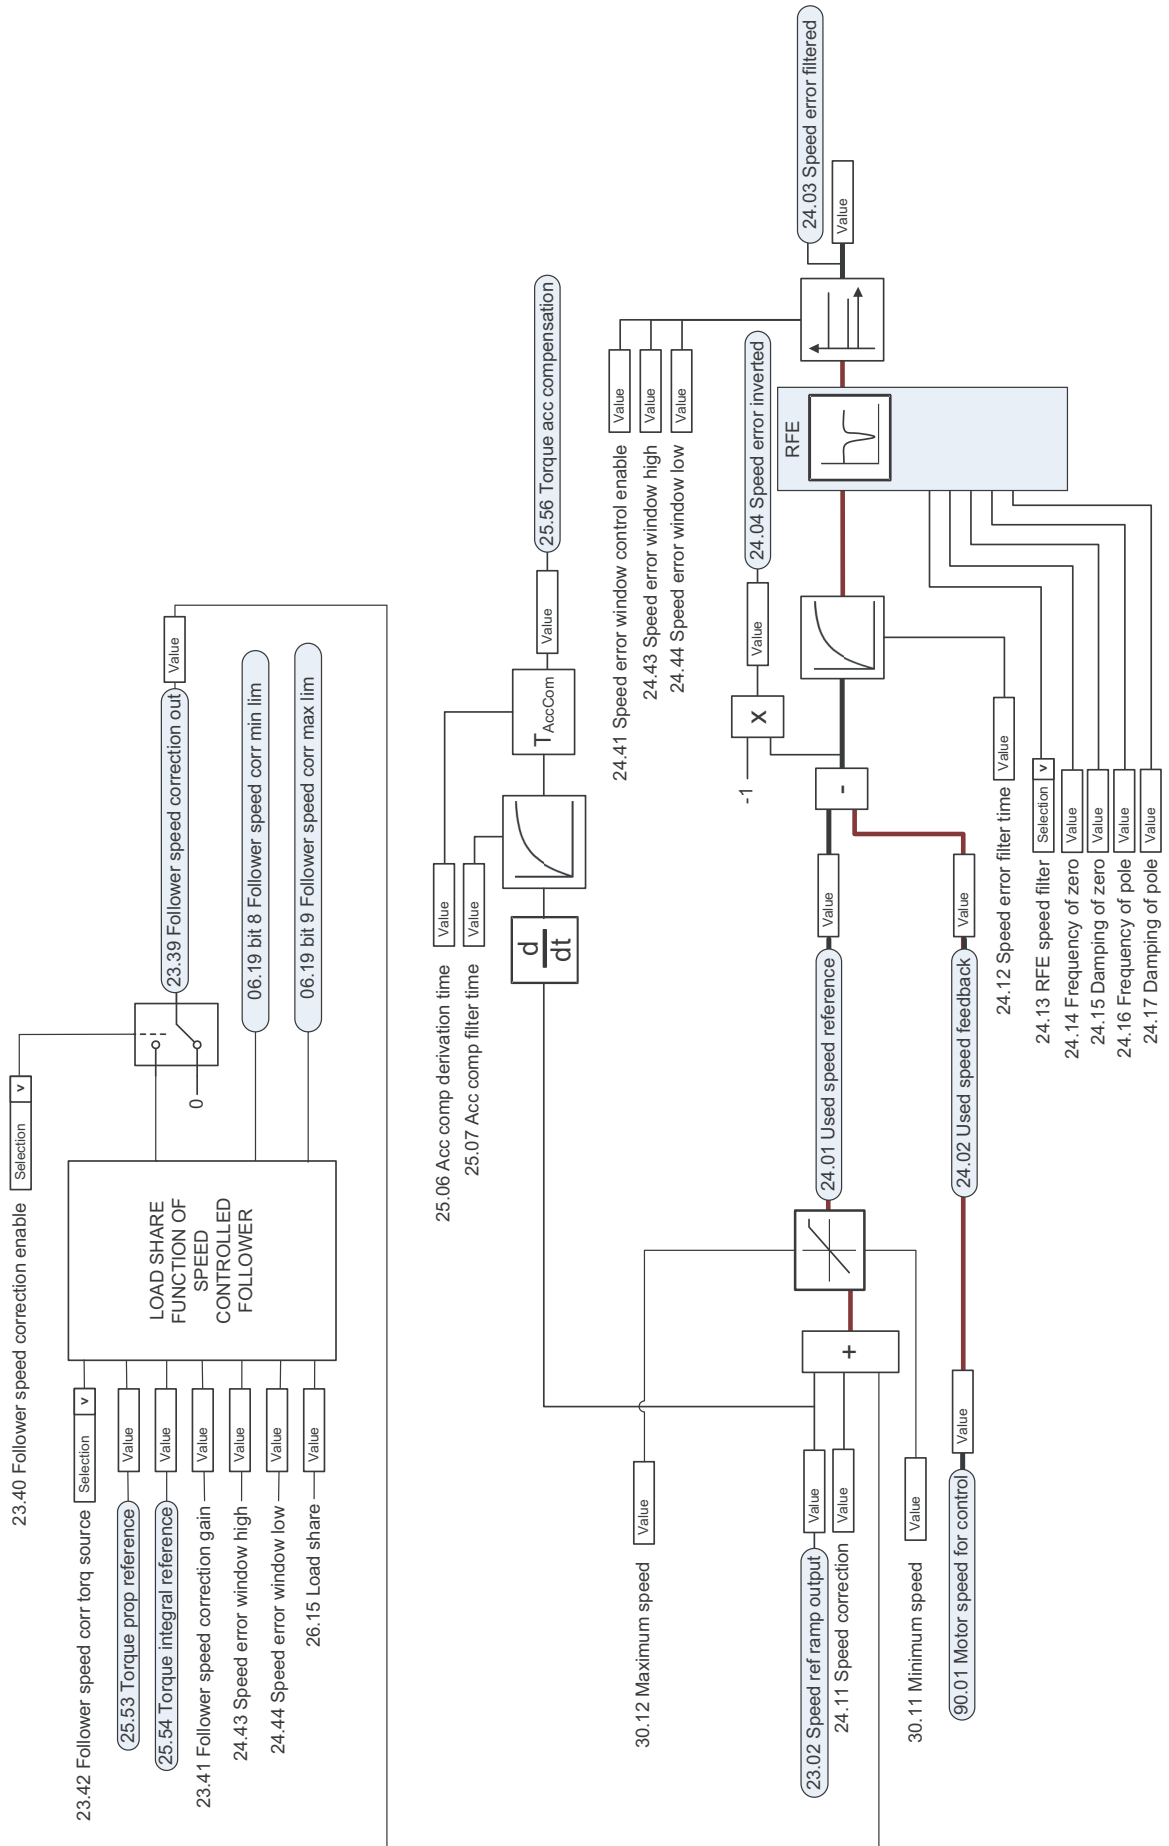 23.40 Follower speed correction enable
Selection v
23.42 Follower speed corr torq source
Selection v
25.53 Torque prop reference
Value
25.54 Torque integral reference
Value
23.41 Follower speed correction gain
Value
24.43 Speed error window high
Value
24.44 Speed error window low
Value
26.15 Load share
Value
LOAD SHARE
FUNCTION OF
SPEED
CONTROLLED
FOLLOWER
0
23.39 Follower speed correction out
Value
06.19 bit 8 Follower speed corr min lim
06.19 bit 9 Follower speed corr max lim
25.06 Acc comp derivation time
Value
25.07 Acc comp filter time
Value
d
dt
TAccCom
Value
25.56 Torque acc compensation
24.41 Speed error window control enable
Value
24.43 Speed error window high
Value
24.44 Speed error window low
Value
30.12 Maximum speed
Value
23.02 Speed ref ramp output
Value
24.11 Speed correction
Value
30.11 Minimum speed
Value
+
24.01 Used speed reference
Value
90.01 Motor speed for control
Value
24.02 Used speed feedback
Value
-
-1
X
Value
24.04 Speed error inverted
RFE
24.03 Speed error filtered
Value
24.12 Speed error filter time
Value
24.13 RFE speed filter
Selection v
24.14 Frequency of zero
Value
24.15 Damping of zero
Value
24.16 Frequency of pole
Value
24.17 Damping of pole
Value